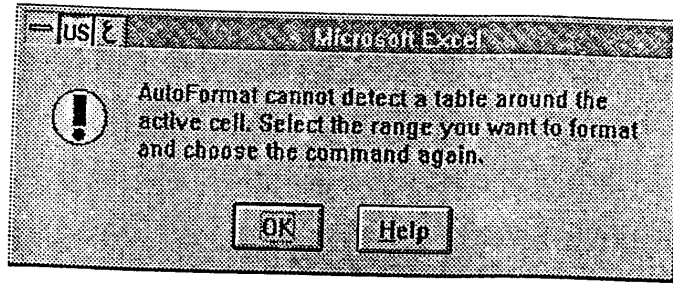 US ع Microsoft Excel
AutoFormat cannot detect a table around the
active cell. Select the range you want to format
and choose the command again.
OK Help